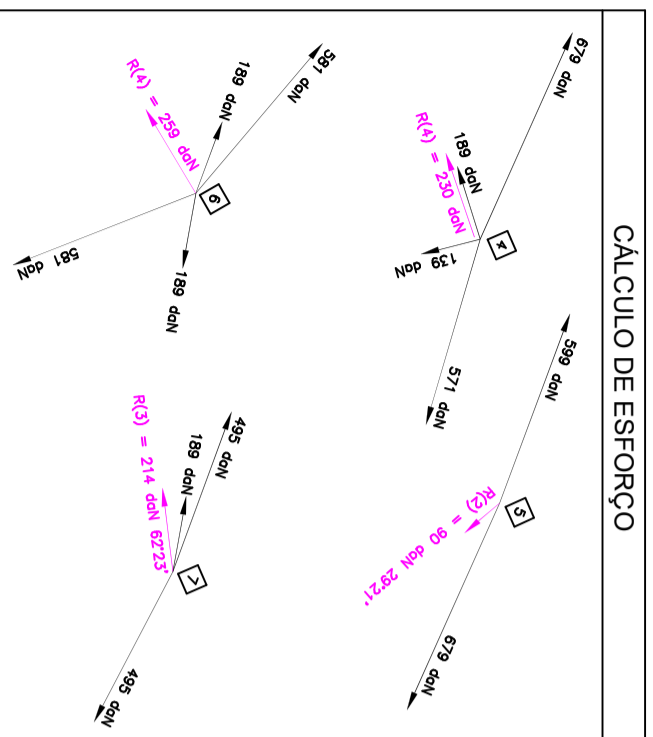 CÁLCULO DE ESFORÇO
679 daN
189 daN
R(4) = 230 daN
139 daN
571 daN
4
599 daN
5
R(2) = 90 daN 29°21'
679 daN
581 daN
189 daN
R(4) = 259 daN
6
189 daN
581 daN
495 daN
189 daN
R(3) = 214 daN 62°23'
7
495 daN